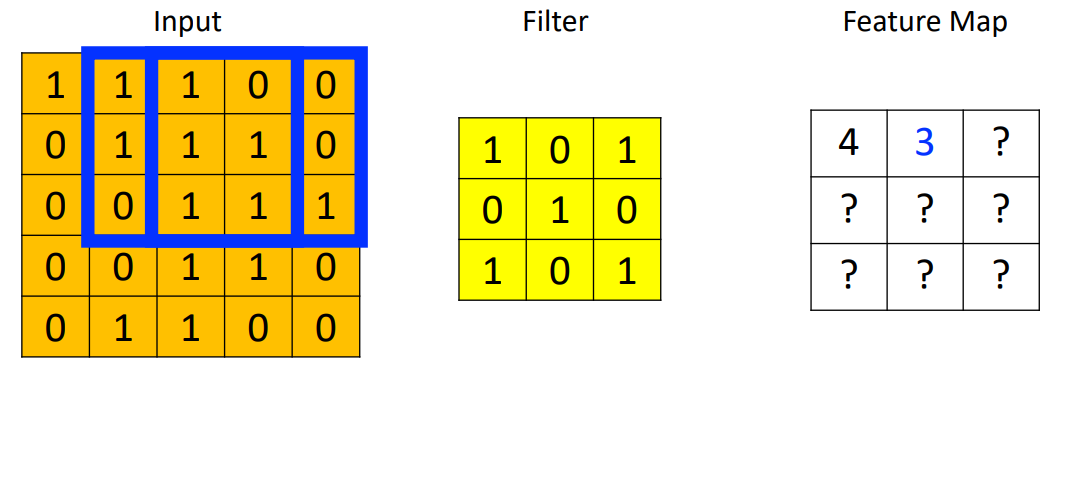 Input Filter Feature Map
1 1 1 0 0
0 1 1 1 0
0 0 1 1 1
0 0 1 1 0
0 1 1 0 0
1 0 1
0 1 0
1 0 1
4 3 ?
? ? ?
? ? ?